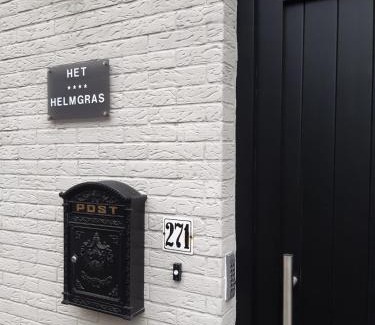 HET
****
HELMGRAS
POST
271